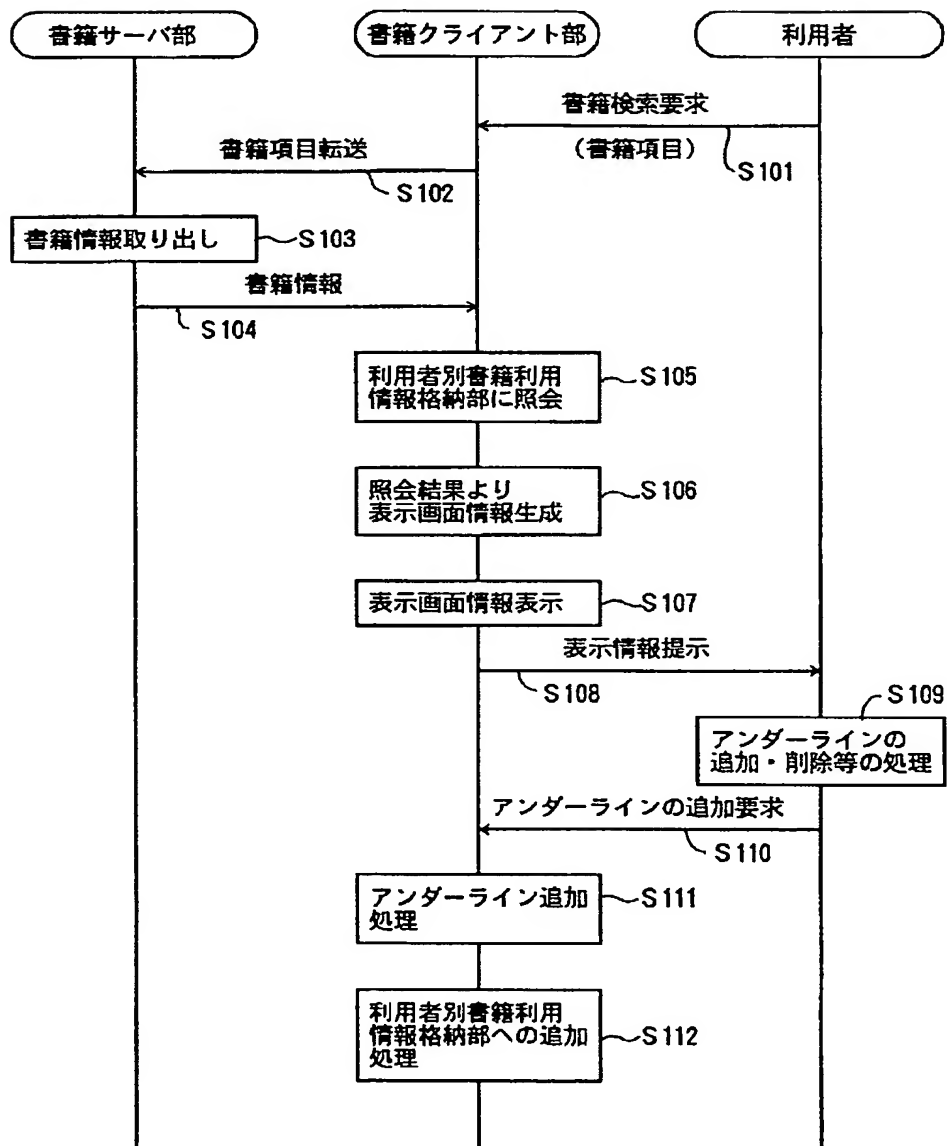 書籍サーバ部
書籍クライアント部
利用者
書籍検索要求
(書籍項目)
S101
書籍項目転送
S102
書籍情報取り出し
S103
書籍情報
S104
利用者別書籍利用
情報格納部に照会
S105
照会結果より
表示画面情報生成
S106
表示画面情報表示
S107
表示情報提示
S108
S109
アンダーラインの
追加・削除等の処理
アンダーラインの追加要求
S110
アンダーライン追加
処理
S111
利用者別書籍利用
情報格納部への追加
処理
S112